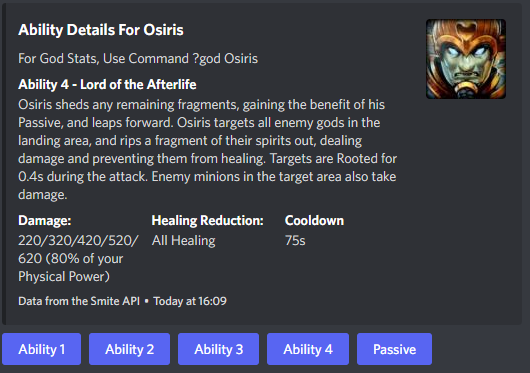 Ability Details For Osiris
For God Stats, Use Command ?god Osiris
Ability 4 - Lord of the Afterlife
Osiris sheds any remaining fragments, gaining the benefit of his
Passive, and leaps forward. Osiris targets all enemy gods in the
landing area, and rips a fragment of their spirits out, dealing
damage and preventing them from healing. Targets are Rooted for
0.4s during the attack. Enemy minions in the target area also take
damage.
Damage: Healing Reduction: Cooldown
220/320/420/520/ All Healing 75s
620 (80% of your
Physical Power)
Data from the Smite API • Today at 16:09
Ability 1 Ability 2 Ability 3 Ability 4 Passive